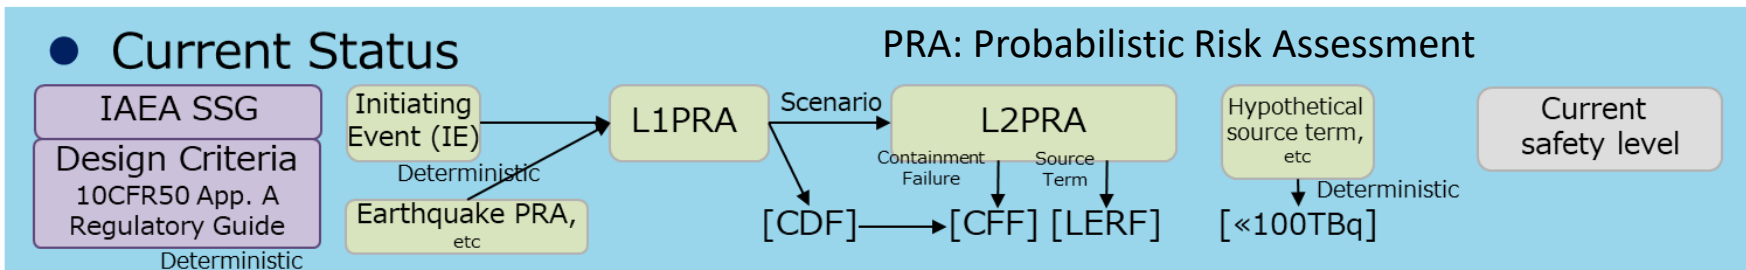 ● Current Status
PRA: Probabilistic Risk Assessment
IAEA SSG
Design Criteria
10CFR50 App. A
Regulatory Guide
Deterministic
Initiating
Event (IE)
Deterministic
Earthquake PRA,
etc
L1PRA
Scenario
L2PRA
Containment
Failure
Source
Term
[CDF]
[CFF]
[LERF]
Hypothetical
source term,
etc
Deterministic
[«100TBq]
Current
safety level